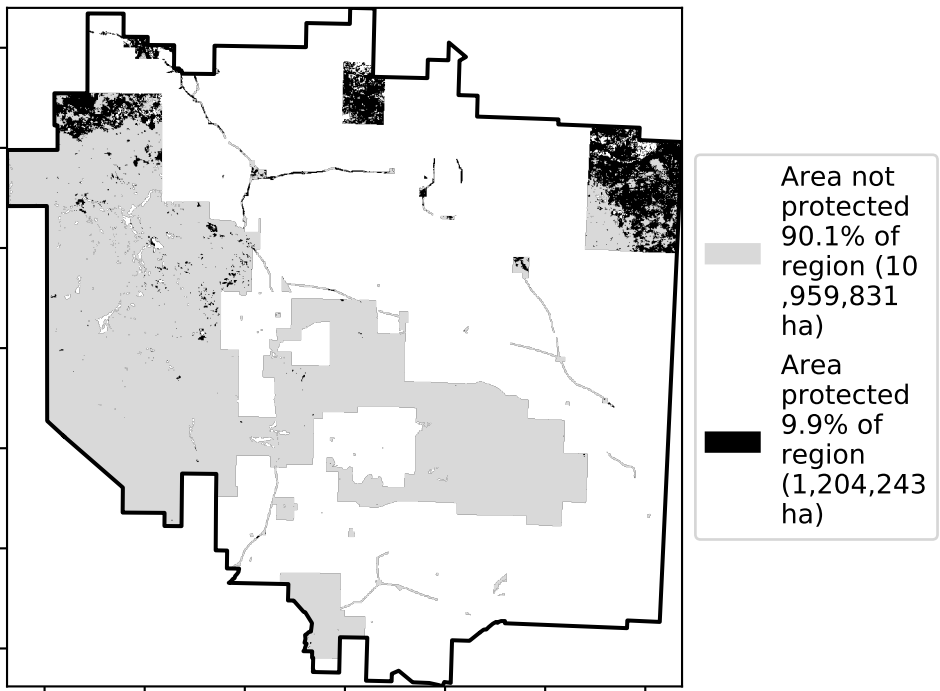 Area not
protected
90.1% of
region (10
,959,831
ha)
Area
protected
9.9% of
region
(1,204,243
ha)